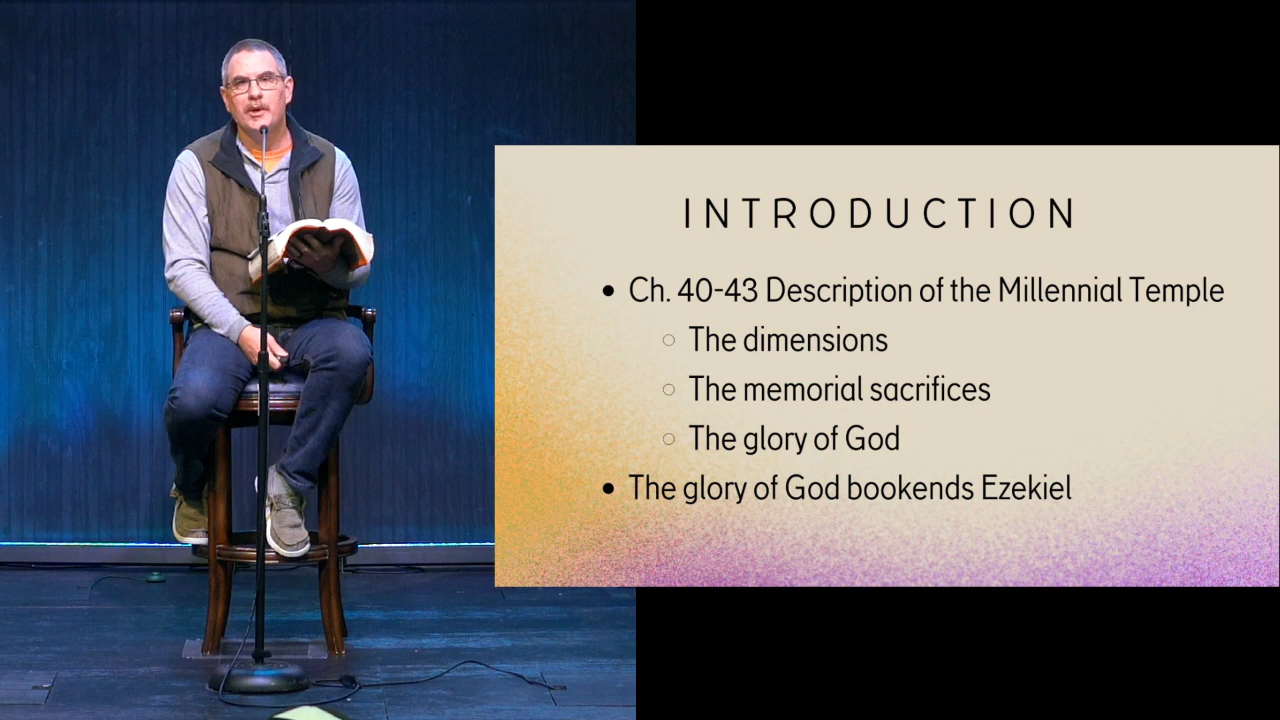 INTRODUCTION
• Ch. 40-43 Description of the Millennial Temple
○ The dimensions
○ The memorial sacrifices
○ The glory of God
• The glory of God bookends Ezekiel